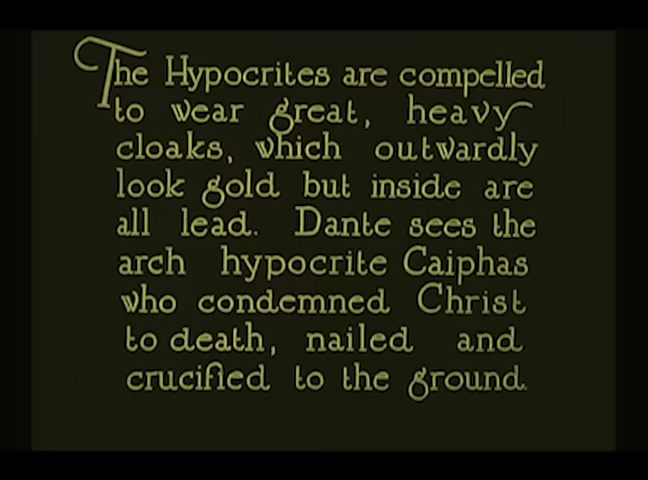 The Hypocrites are compelled
to wear great, heavy
cloaks, which outwardly
look gold but inside are
all lead. Dante sees the
arch hypocrite Caiphas
who condemned Christ
to death, nailed and
crucified to the ground.